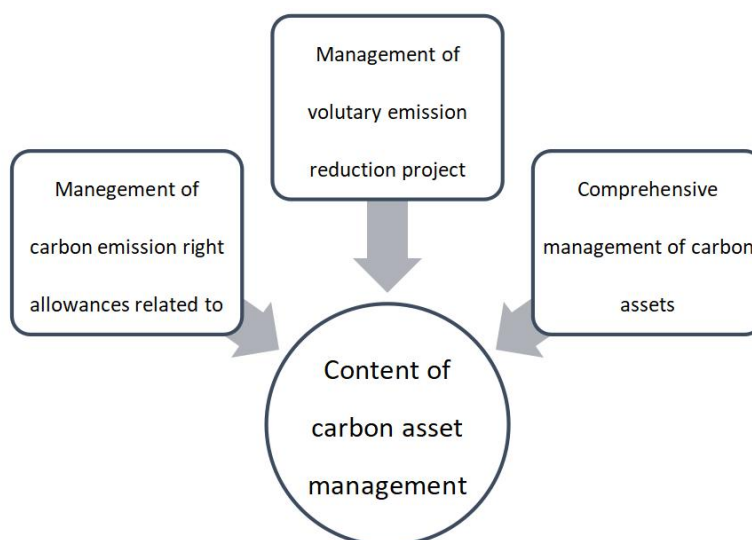 Management of
volutary emission
reduction project
Manegement of
carbon emission right
allowances related to
Comprehensive
management of carbon
assets
Content of
carbon asset
management